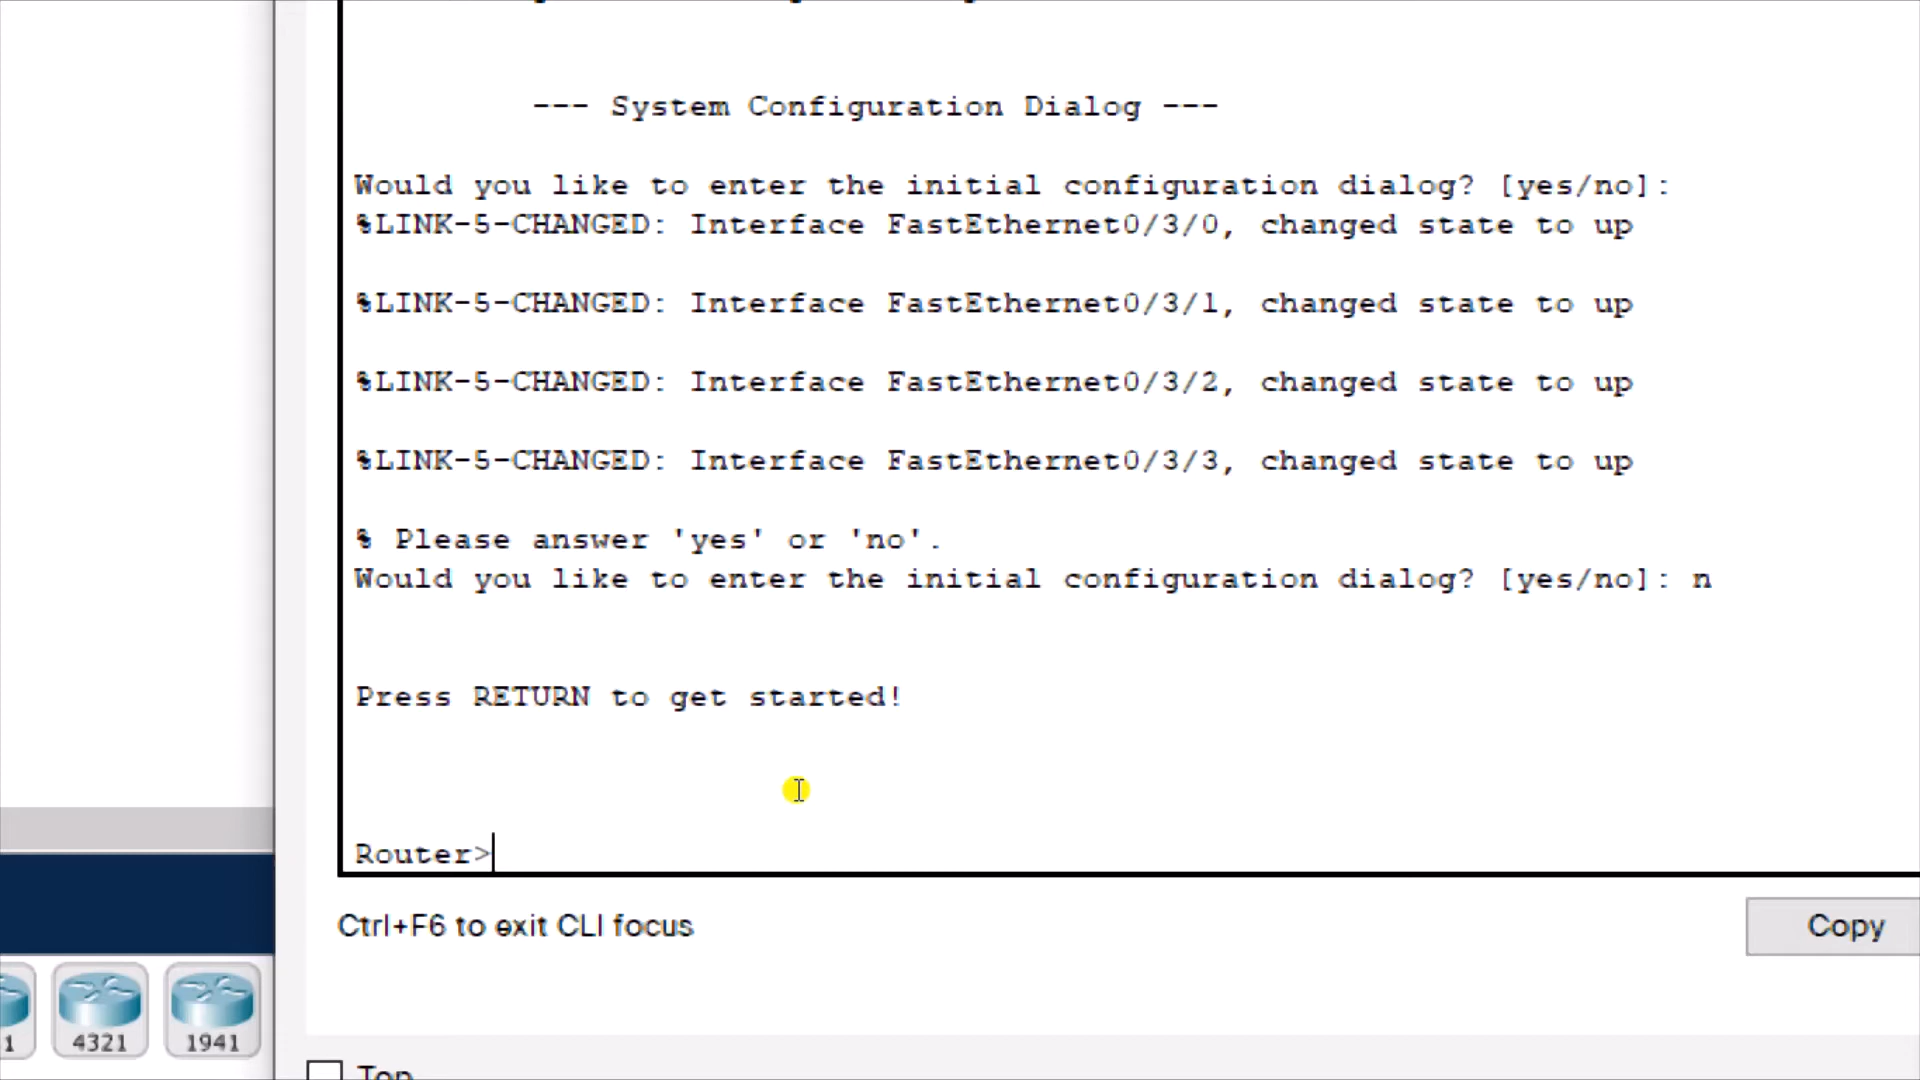 --- System Configuration Dialog ---
Would you like to enter the initial configuration dialog? [yes/no]:
%LINK-5-CHANGED: Interface FastEthernet0/3/0, changed state to up
%LINK-5-CHANGED: Interface FastEthernet0/3/1, changed state to up
%LINK-5-CHANGED: Interface FastEthernet0/3/2, changed state to up
%LINK-5-CHANGED: Interface FastEthernet0/3/3, changed state to up
% Please answer 'yes' or 'no'.
Would you like to enter the initial configuration dialog? [yes/no]: n
Press RETURN to get started!
Router>
Ctrl+F6 to exit CLI focus
Copy
1
4321
1941
Top